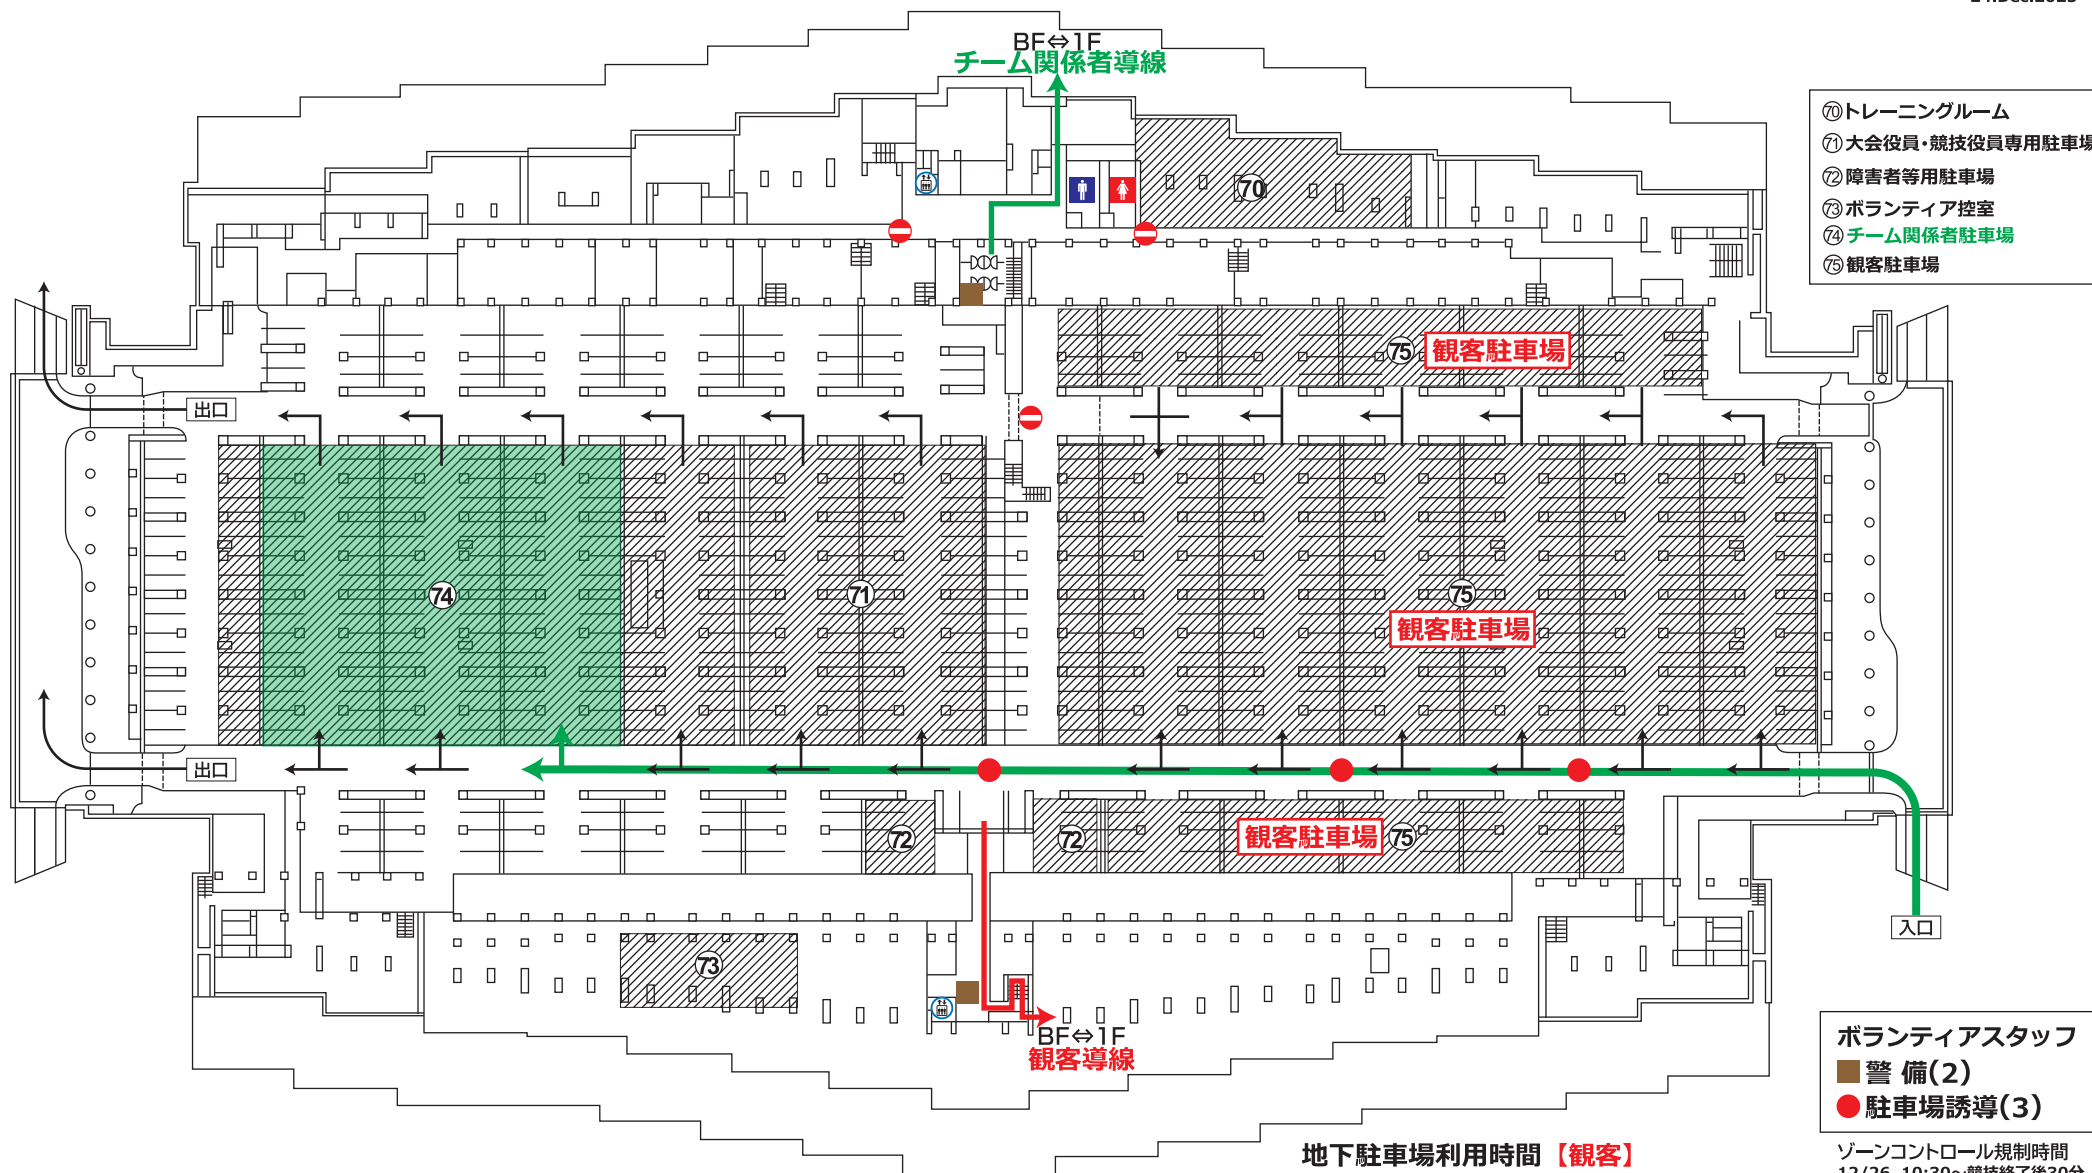 BF⇔1F
チーム関係者導線
⑦⓪トレーニングルーム
㉛大会役員・競技役員専用駐車場
72障害者等用駐車場
73ボランティア控室
74チーム関係者駐車場
75観客駐車場
70
75 観客駐車場
出口
74
71
75
観客駐車場
出口
72
72
観客駐車場 75
入口
73
BF⇔1F
観客導線
ボランティアスタッフ
警 備(2)
駐車場誘導(3)
地下駐車場利用時間【観客】
ゾーンコントロール規制時間